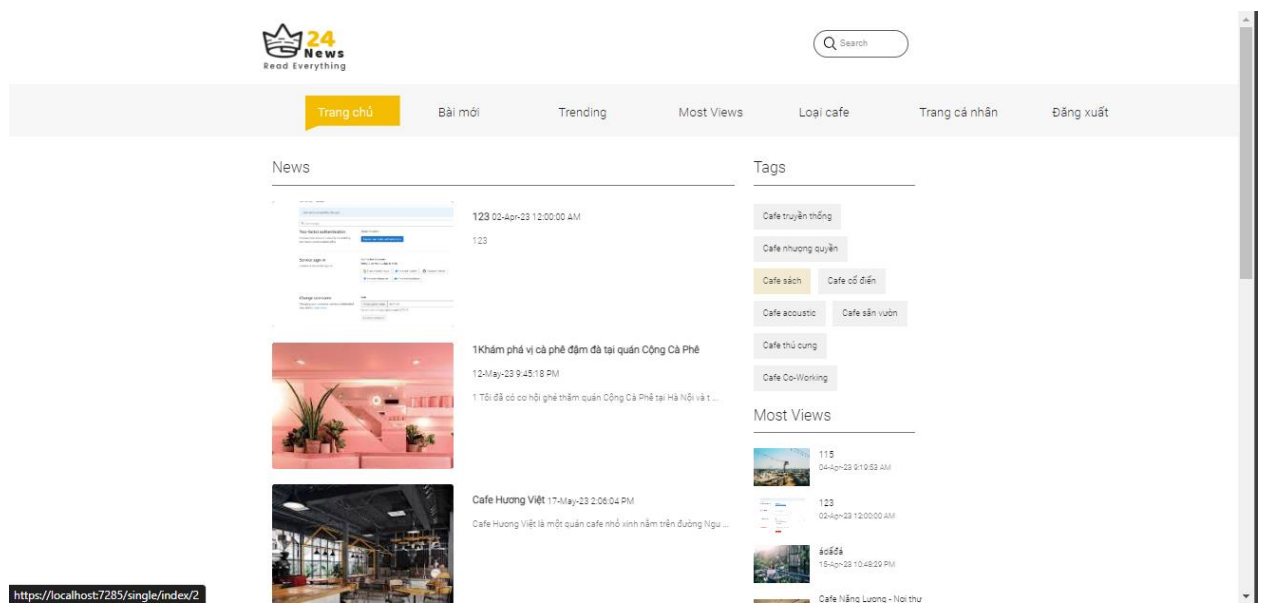 24
News
Read Everything
Search
Trang chủ Bài mới Trending Most Views Loại cafe Trang cá nhân Đăng xuất
News
123 02-Apr-23 12:00:00 AM
123
1Khám phá vị cà phê đậm đà tại quán Cộng Cà Phê
12-May-23 9:45:18 PM
1 Tôi đã có cơ hội ghé thăm quán Cộng Cà Phê tại Hà Nội và t ...
Cafe Hương Việt 17-May-23 2:06:04 PM
Cafe Hương Việt là một quán cafe nhỏ xinh nằm trên đường Ngu ...
Tags
Cafe truyền thống
Cafe nhượng quyền
Cafe sách Cafe cổ điển
Cafe acoustic Cafe sân vườn
Cafe thú cưng
Cafe Co-Working
Most Views
115
04-Apr-23 9:19:53 AM
123
02-Apr-23 12:00:00 AM
ádấđá
15-Apr-23 10:48:29 PM
Cafe Năng Lượng - Nơi thư
https://localhost:7285/single/index/2